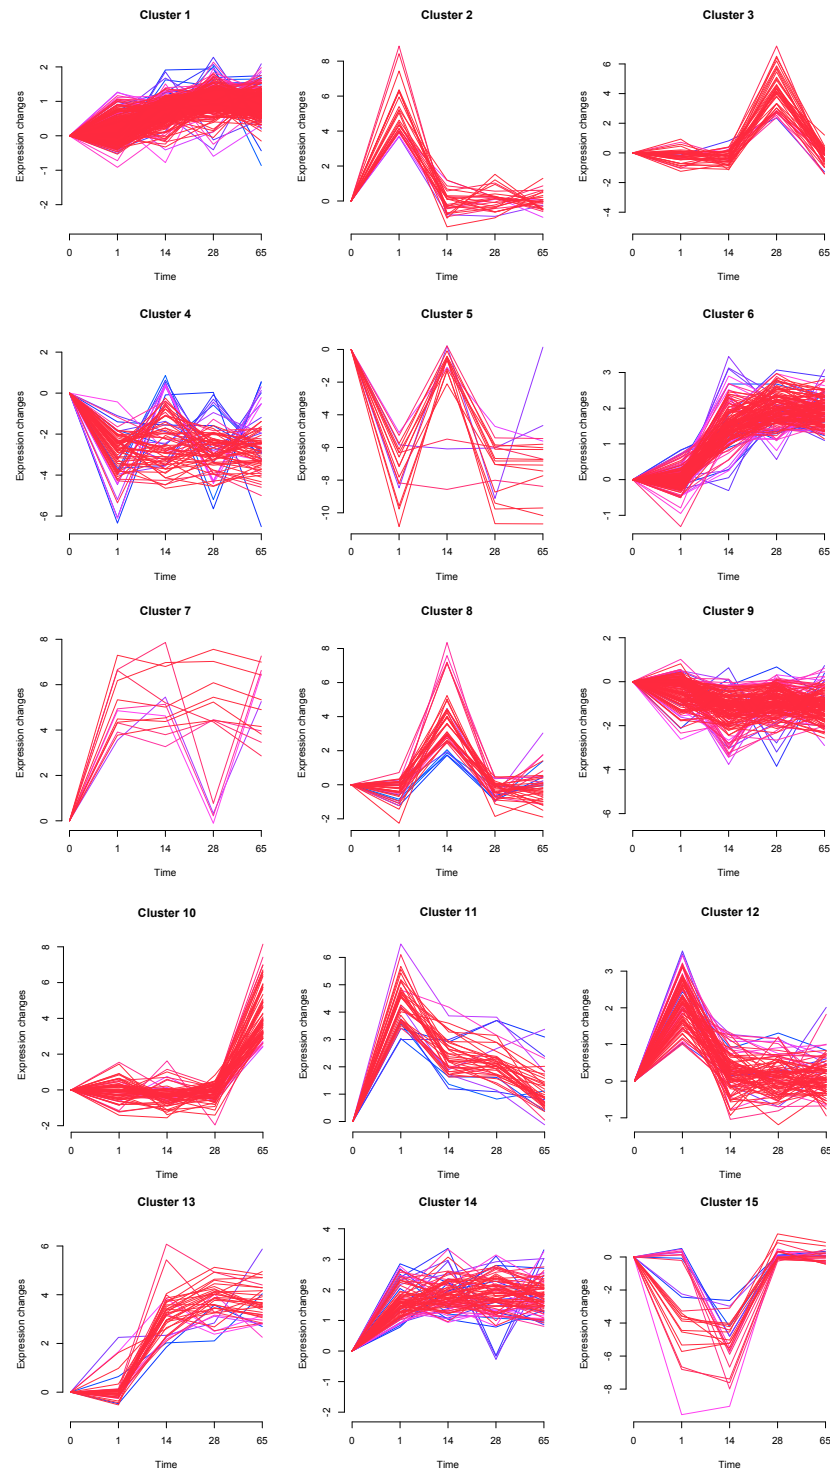 Cluster 1
Expression changes
2
1
0
-1
-2
0 1 14 28 65
Time
Cluster 2
Expression changes
8
6
4
2
0
0 1 14 28 65
Time
Cluster 3
Expression changes
6
4
2
0
-2
-4
0 1 14 28 65
Time
Cluster 4
Expression changes
2
0
-2
-4
-6
0 1 14 28 65
Time
Cluster 5
Expression changes
0
-2
-4
-6
-8
-10
0 1 14 28 65
Time
Cluster 6
Expression changes
3
2
1
0
-1
0 1 14 28 65
Time
Cluster 7
Expression changes
8
6
4
2
0
0 1 14 28 65
Time
Cluster 8
Expression changes
8
6
4
2
0
-2
0 1 14 28 65
Time
Cluster 9
Expression changes
2
0
-2
-4
-6
0 1 14 28 65
Time
Cluster 10
Expression changes
8
6
4
2
0
-2
0 1 14 28 65
Time
Cluster 11
Expression changes
6
5
4
3
2
1
0
0 1 14 28 65
Time
Cluster 12
Expression changes
3
2
1
0
-1
0 1 14 28 65
Time
Cluster 13
Expression changes
6
4
2
0
0 1 14 28 65
Time
Cluster 14
Expression changes
4
3
2
1
0
-1
-2
0 1 14 28 65
Time
Cluster 15
Expression changes
0
-2
-4
-6
-8
0 1 14 28 65
Time